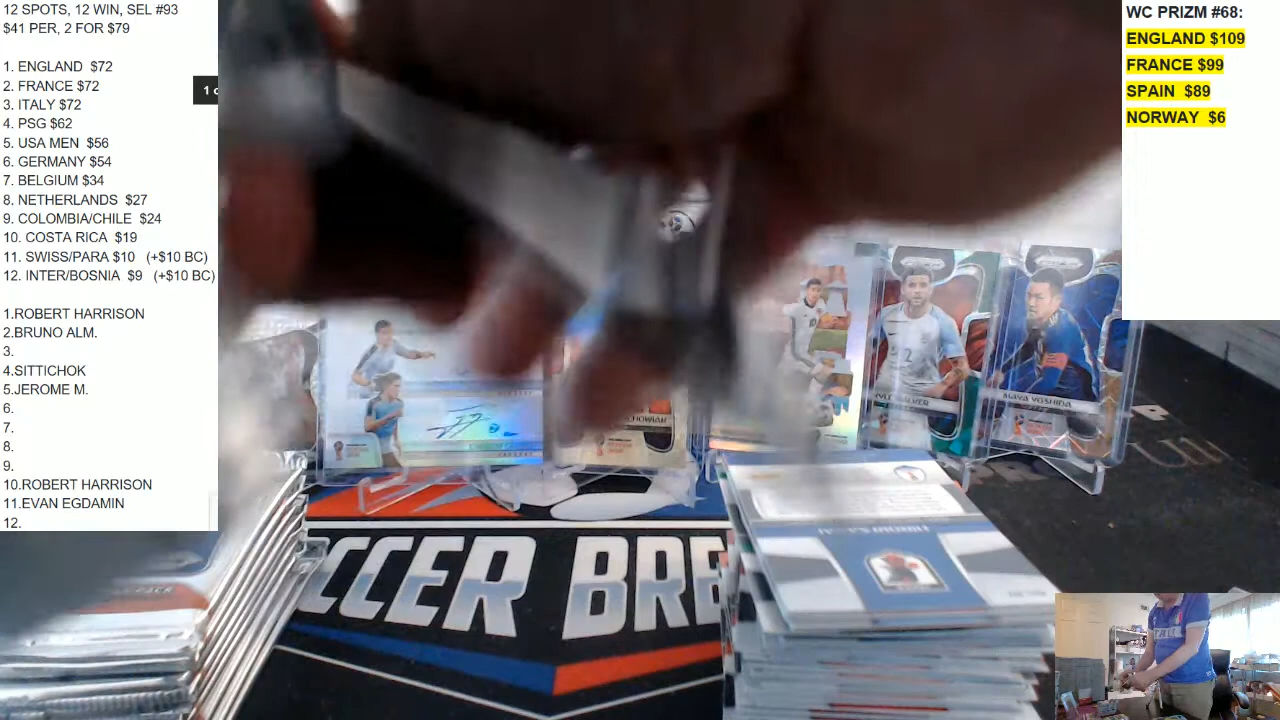 12 SPOTS, 12 WIN, SEL #93
$41 PER, 2 FOR $79
1. ENGLAND $72
2. FRANCE $72
3. ITALY $72
4. PSG $62
5. USA MEN $56
6. GERMANY $54
7. BELGIUM $34
8. NETHERLANDS $27
9. COLOMBIA/CHILE $24
10. COSTA RICA $19
11. SWISS/PARA $10 (+$10 BC)
12. INTER/BOSNIA $9 (+$10 BC)
1.ROBERT HARRISON
2.BRUNO ALM.
3.
4.SITTICHOK
5.JEROME M.
6.
7.
8.
9.
10.ROBERT HARRISON
11.EVAN EGDAMIN
12.
WC PRIZM #68:
ENGLAND $109
FRANCE $99
SPAIN $89
NORWAY $6
2
MAYA YOSHIDA
CCER BRE